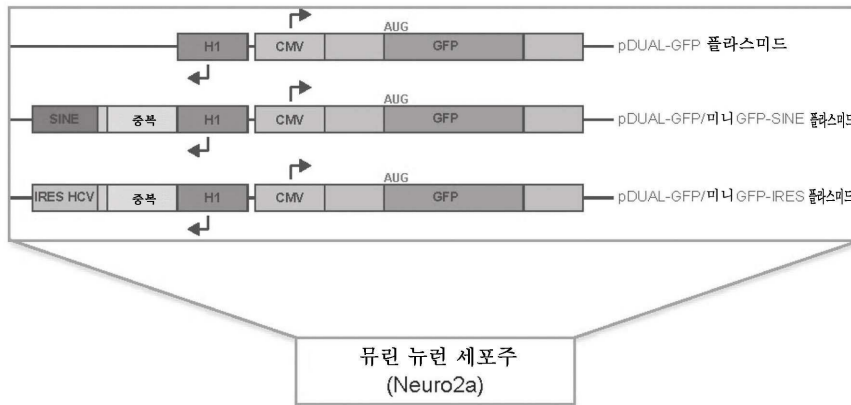 AUG
H1 CMV GFP pDUAL-GFP 플라스미드
AUG
SINE 중복 H1 CMV GFP pDUAL-GFP/미니GFP-SINE 플라스미드
AUG
IRES HCV 중복 H1 CMV GFP pDUAL-GFP/미니GFP-IRES 플라스미드
뮤린 뉴런 세포주
(Neuro2a)